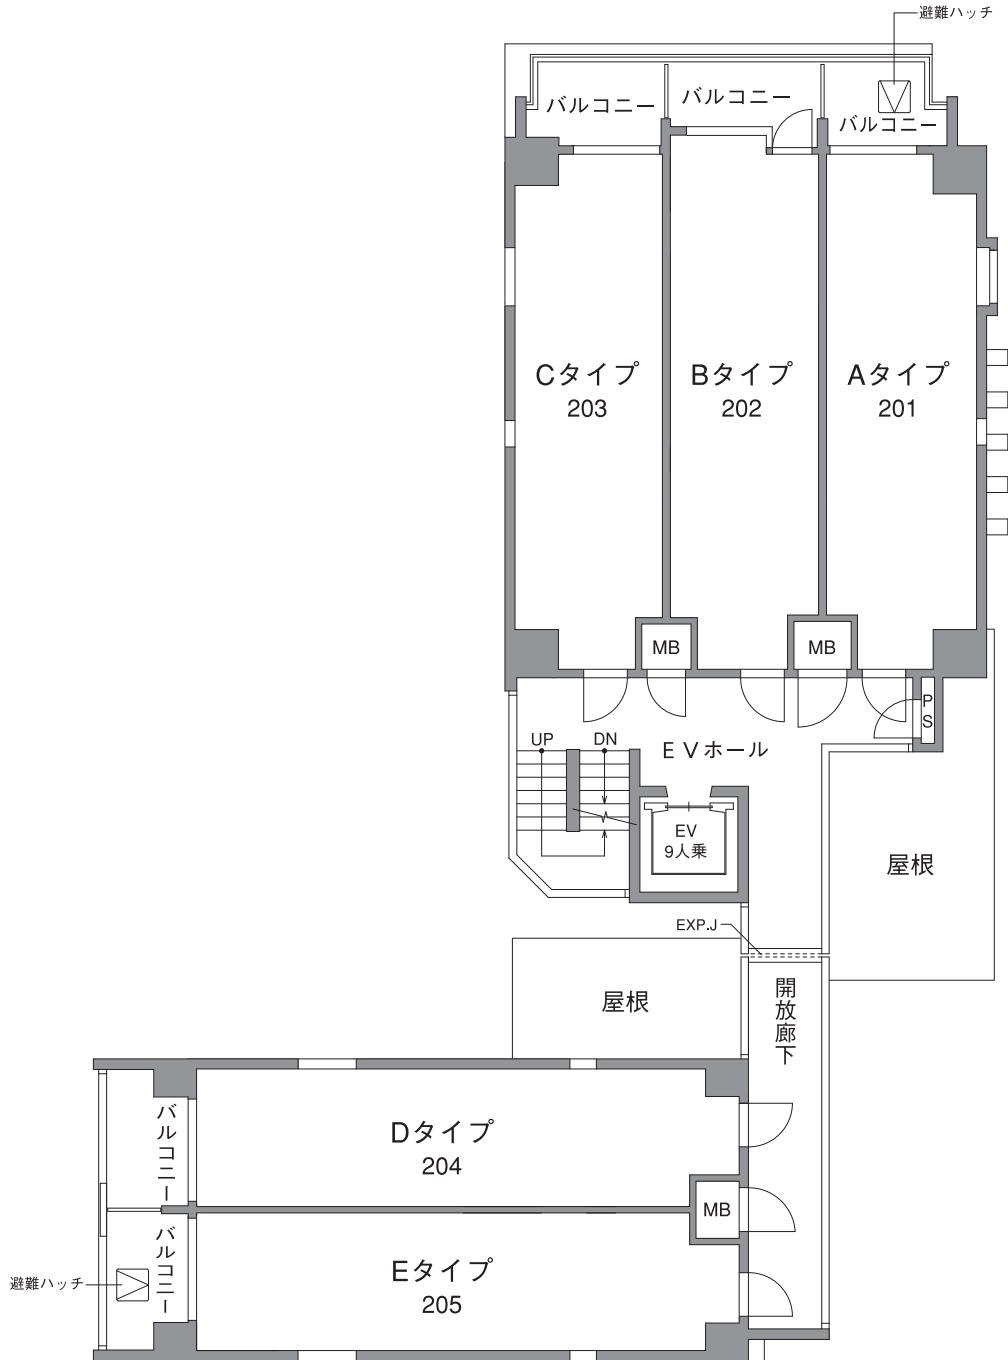 避難ハッチ
バルコニー
バルコニー
バルコニー
Cタイプ
203
Bタイプ
202
Aタイプ
201
MB
MB
PS
UP
DN
EVホール
EV
9人乗
屋根
EXP.J
屋根
開放廊下
バルコニー
Dタイプ
204
MB
バルコニー
Eタイプ
205
避難ハッチ